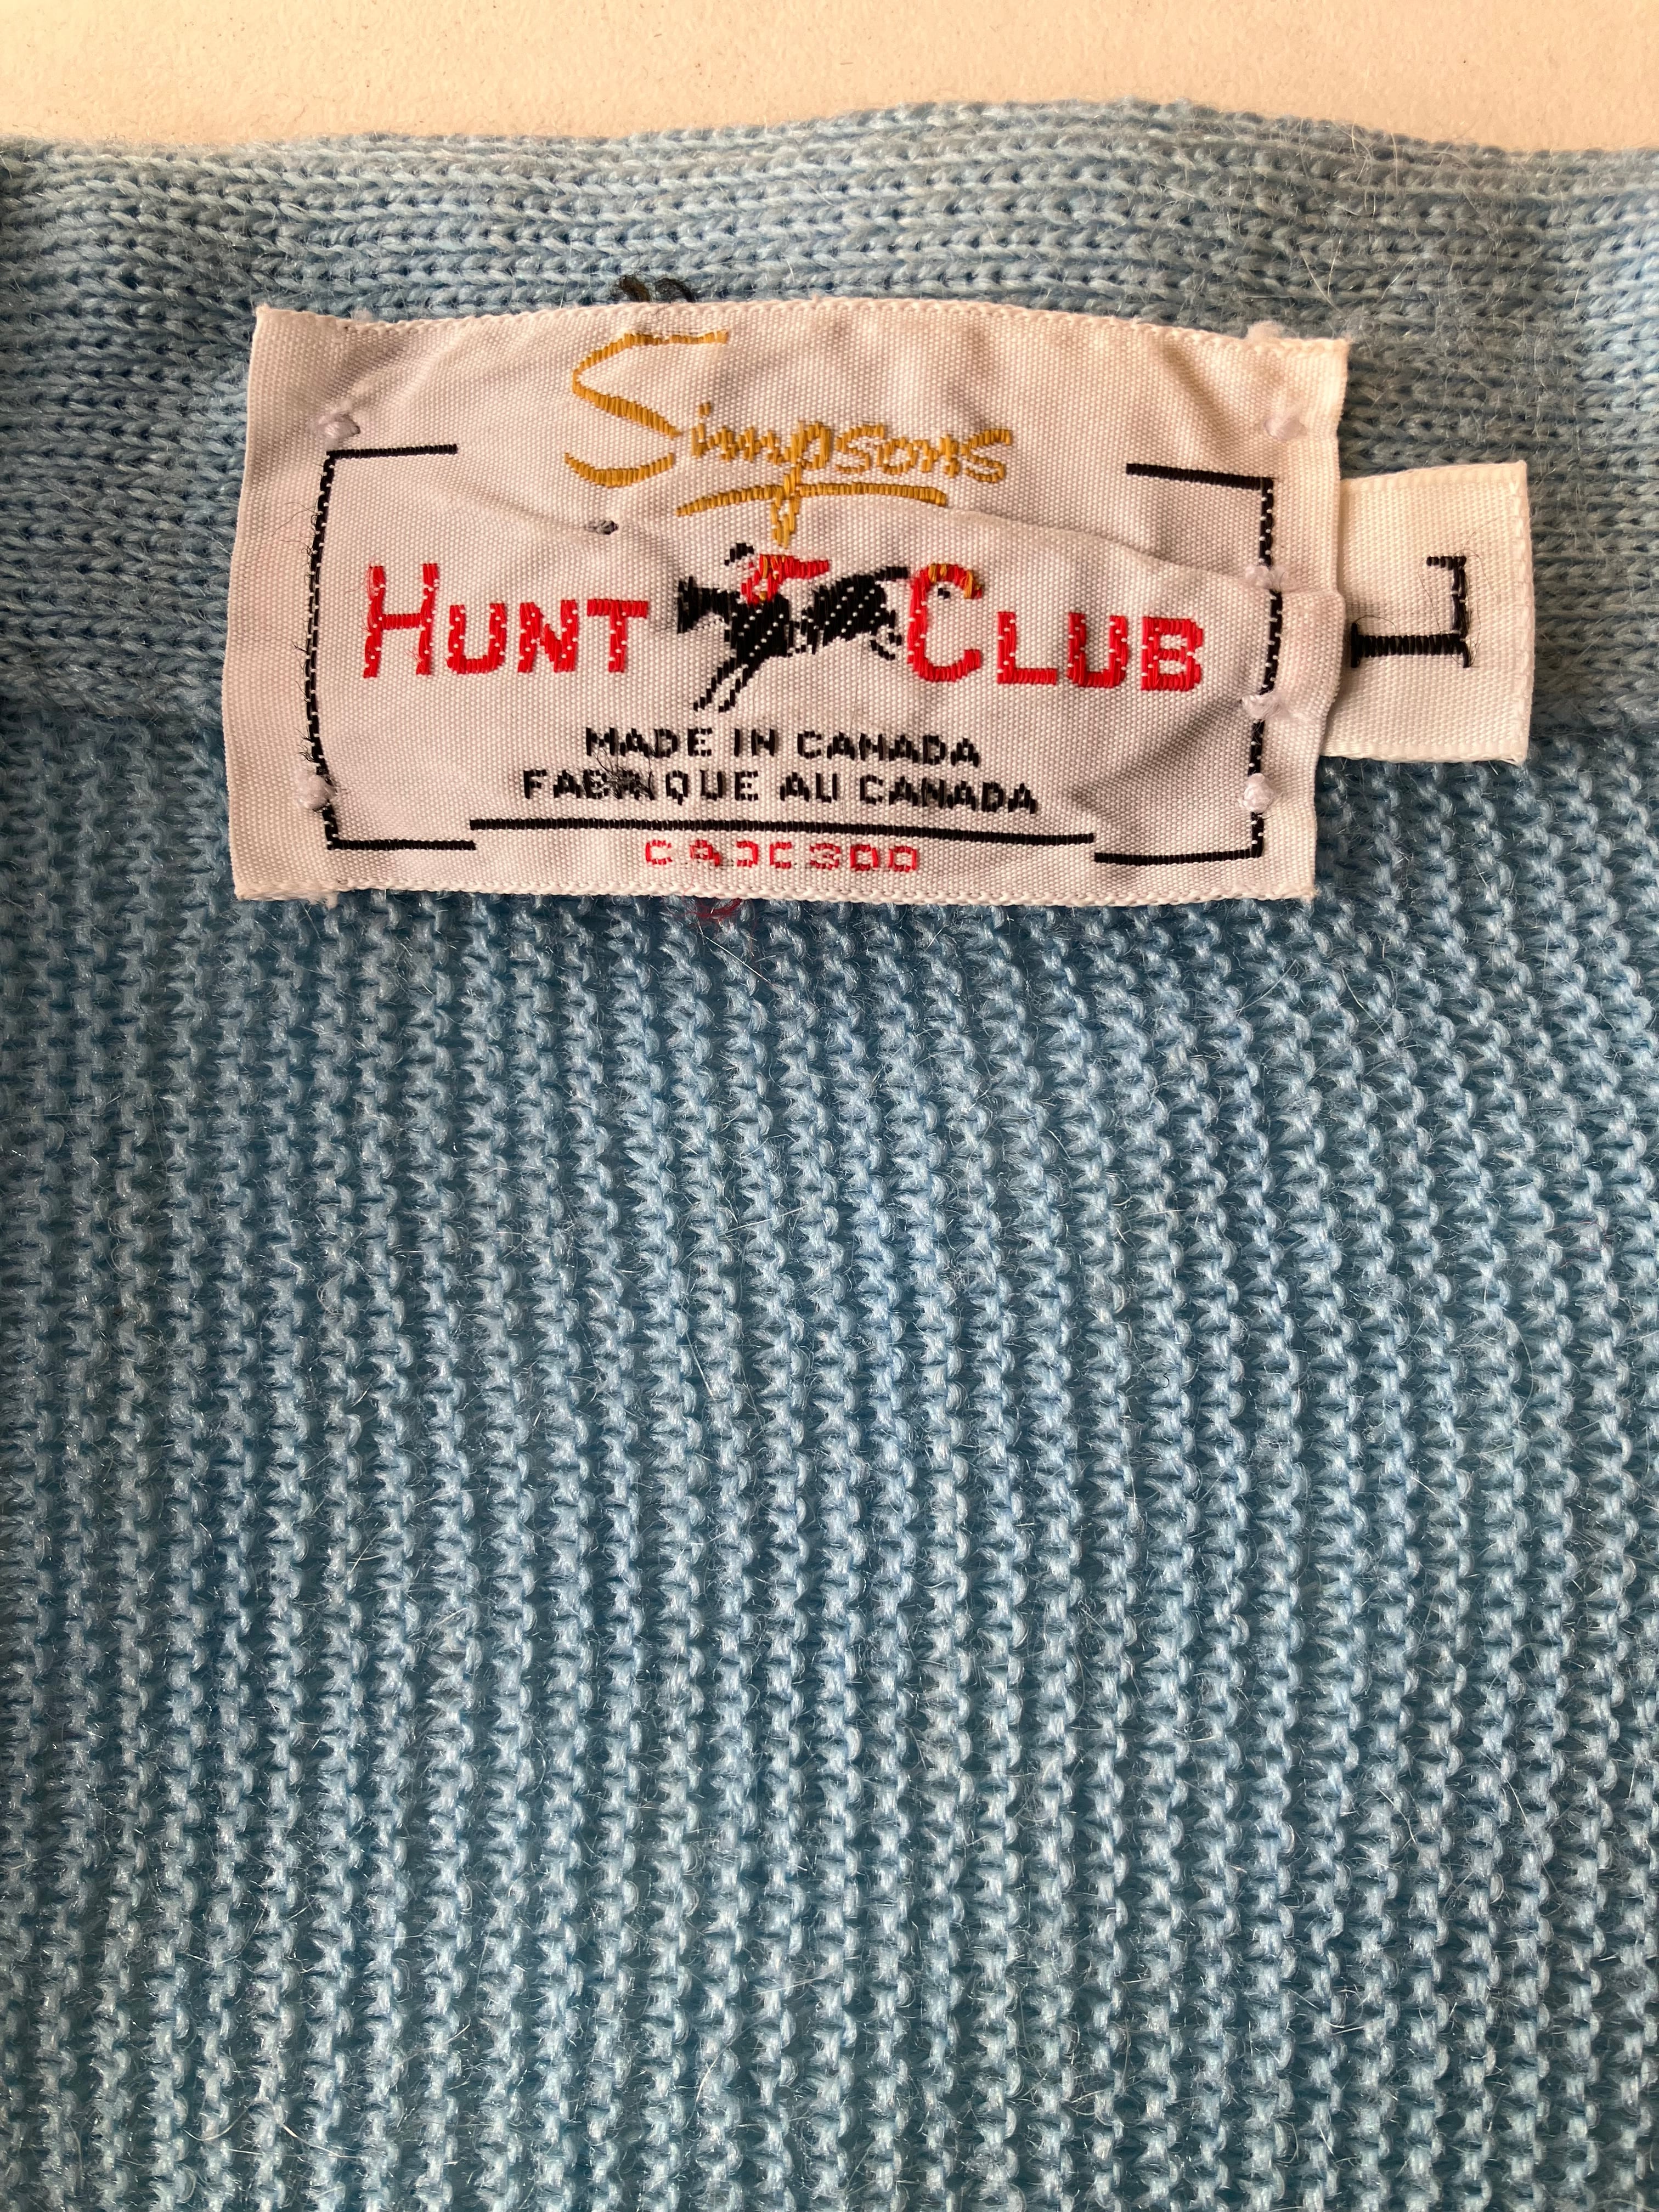 Simpsons
HUNT CLUB
MADE IN CANADA
FABRIQUE AU CANADA
L